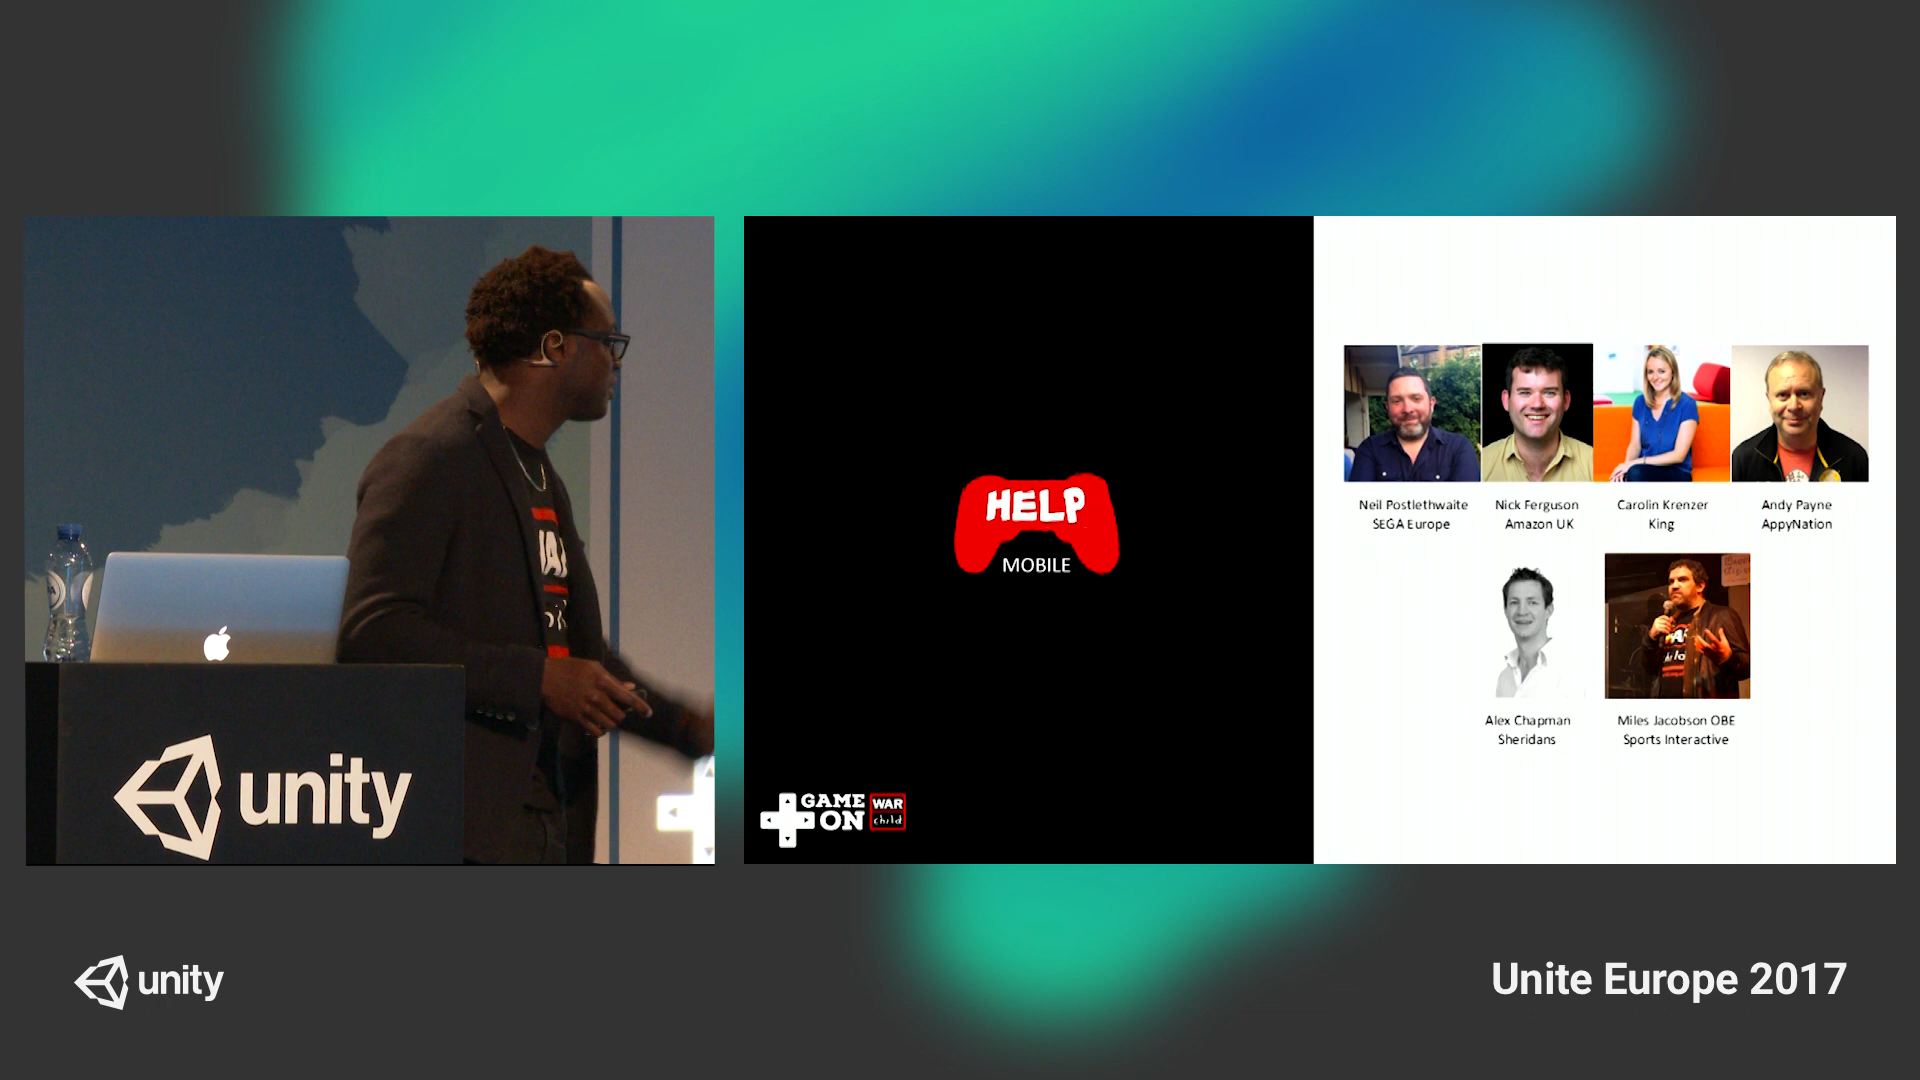 unity
HELP
MOBILE
GAME
ON
WAR
child
Neil Postlethwaite
SEGA Europe
Nick Ferguson
Amazon UK
Carolin Krenzer
King
Andy Payne
AppyNation
Alex Chapman
Sheridans
Miles Jacobson OBE
Sports Interactive
unity
Unite Europe 2017